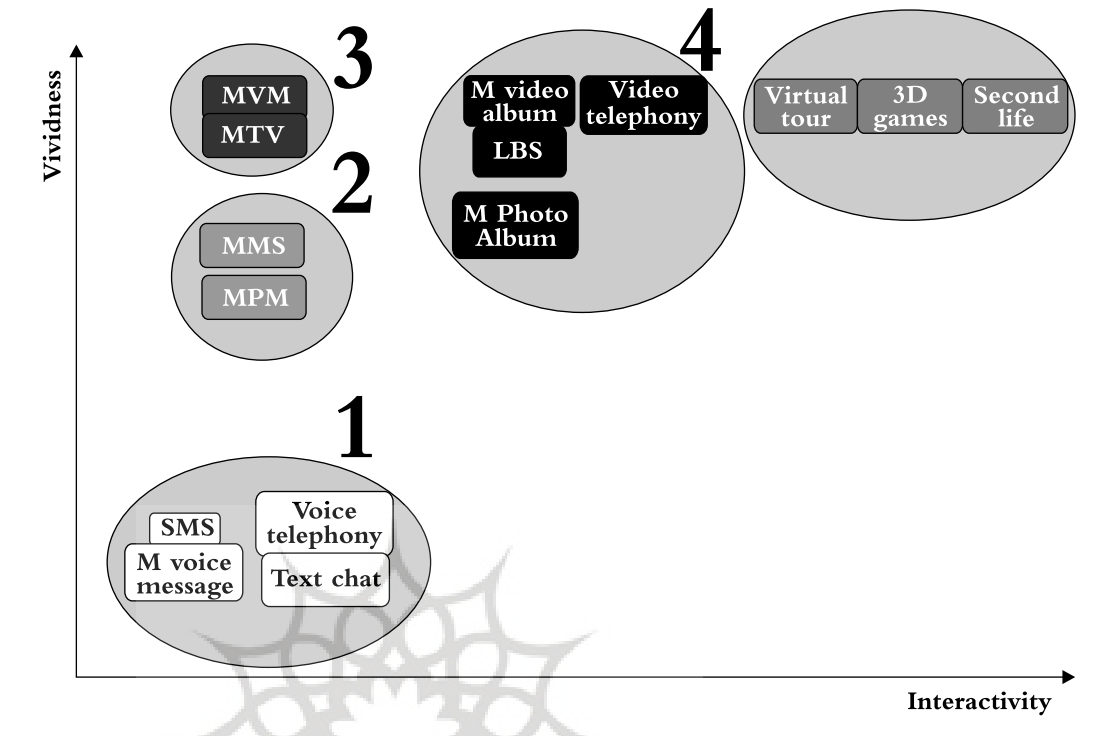 Vividness
3
MVM
MTV
2
MMS
MPM
4
M video
album
Video
telephony
LBS
M Photo
Album
Virtual
tour
3D
games
Second
life
1
SMS
M voice
message
Voice
telephony
Text chat
Interactivity